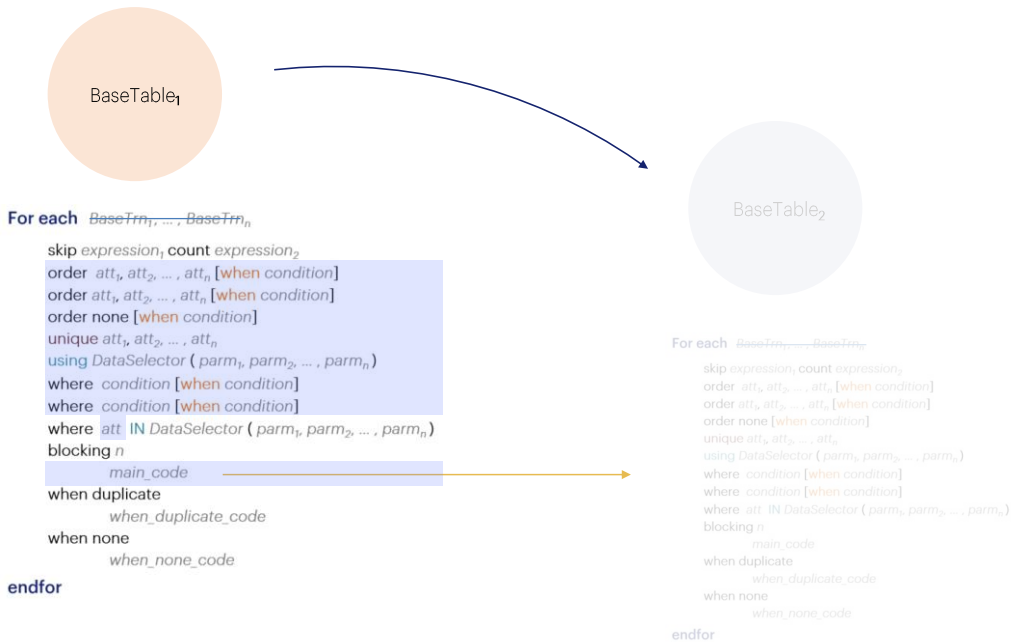 BaseTable₁
For each BaseTrn₁, ... , BaseTrnₙ
skip expression₁ count expression₂
order att₁, att₂, ... , attₙ [when condition]
order att₁, att₂, ... , attₙ [when condition]
order none [when condition]
unique att₁, att₂, ... , attₙ
using DataSelector ( parm₁, parm₂, ... , parmₙ )
where condition [when condition]
where condition [when condition]
where att IN DataSelector ( parm₁, parm₂, ... , parmₙ )
blocking n
main_code
when duplicate
when_duplicate_code
when none
when_none_code
endfor
BaseTable₂
For each BaseTrn₁, ... , BaseTrnₙ
skip expression₁ count expression₂
order att₁, att₂, ... , attₙ [when condition]
order att₁, att₂, ... , attₙ [when condition]
order none [when condition]
unique att₁, att₂, ... , attₙ
using DataSelector ( parm₁, parm₂, ... , parmₙ )
where condition [when condition]
where condition [when condition]
where att IN DataSelector ( parm₁, parm₂, ... , parmₙ )
blocking n
main_code
when duplicate
when_duplicate_code
when none
when_none_code
endfor